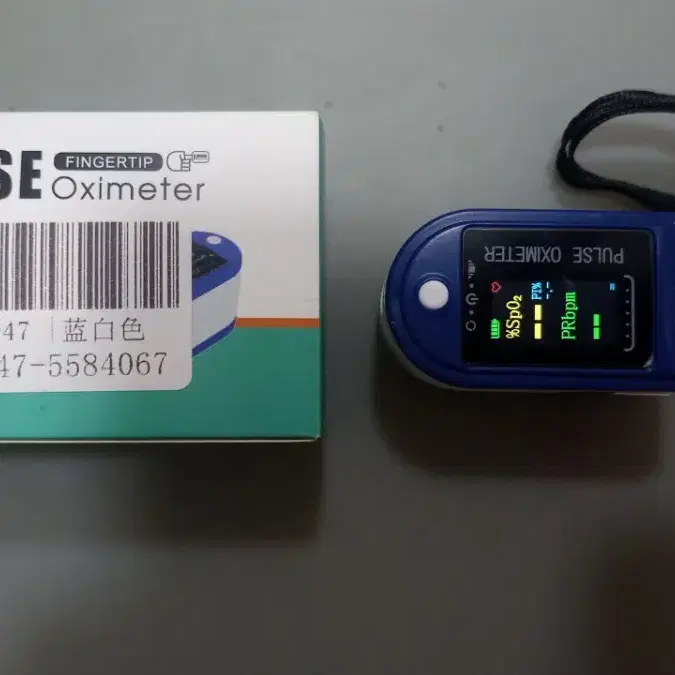 SE FINGERTIP
Oximeter
47 蓝白色
47-5584067
PULSE OXIMETER
%SpO₂
PI%
PRbpm